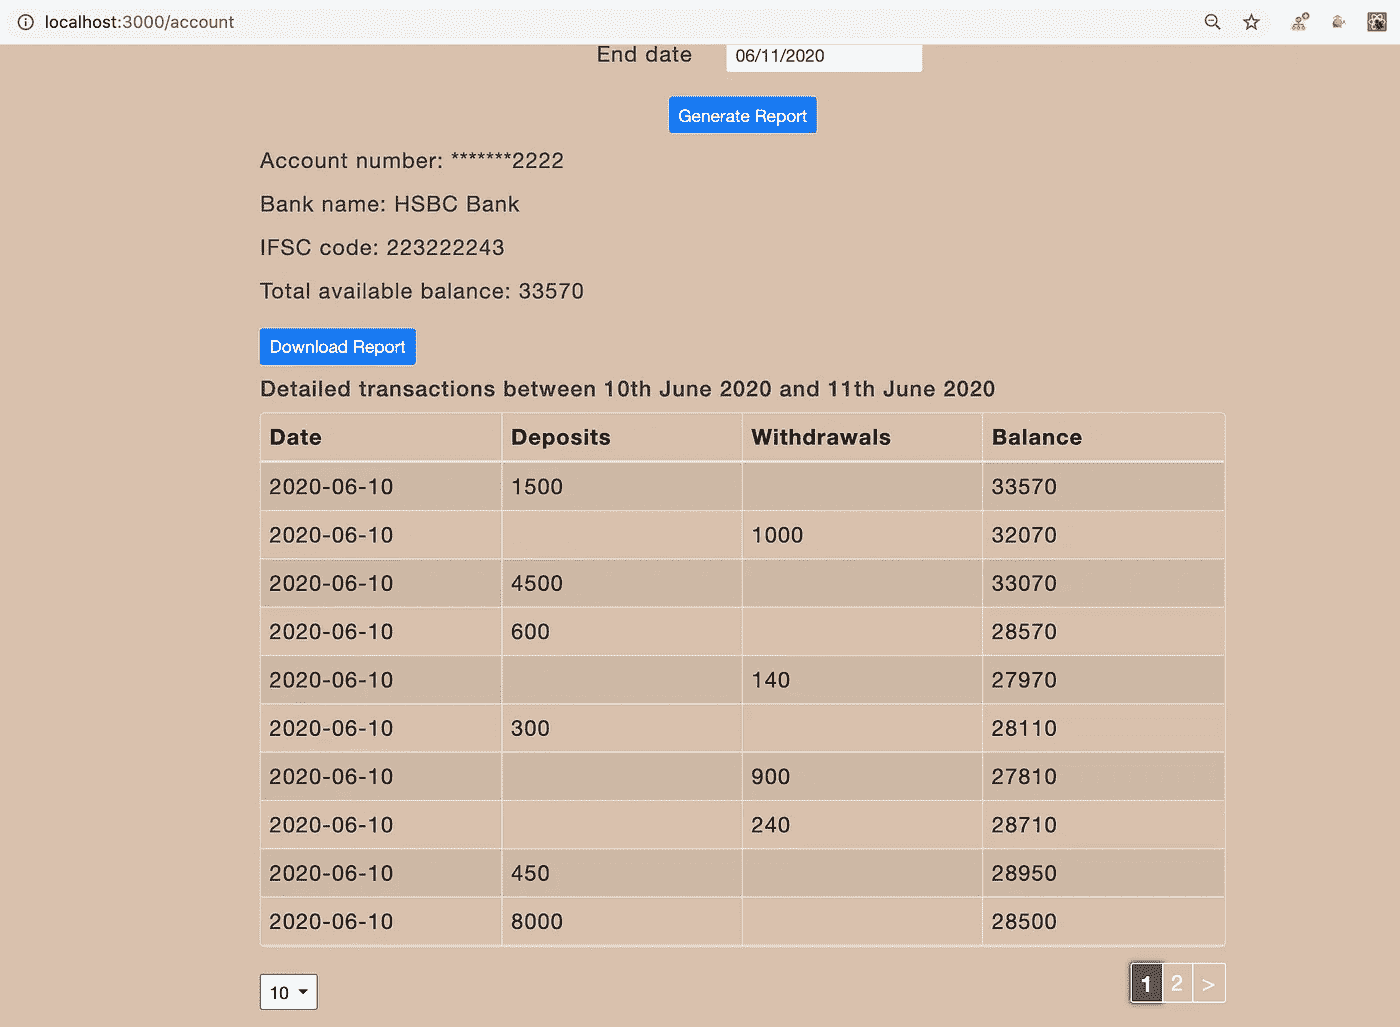 localhost:3000/account
End date 06/11/2020
Generate Report
Account number: *******2222
Bank name: HSBC Bank
IFSC code: 223222243
Total available balance: 33570
Download Report
Detailed transactions between 10th June 2020 and 11th June 2020
Date Deposits Withdrawals Balance
2020-06-10 1500 33570
2020-06-10 1000 32070
2020-06-10 4500 33070
2020-06-10 600 28570
2020-06-10 140 27970
2020-06-10 300 28110
2020-06-10 900 27810
2020-06-10 240 28710
2020-06-10 450 28950
2020-06-10 8000 28500
10 1 2 >